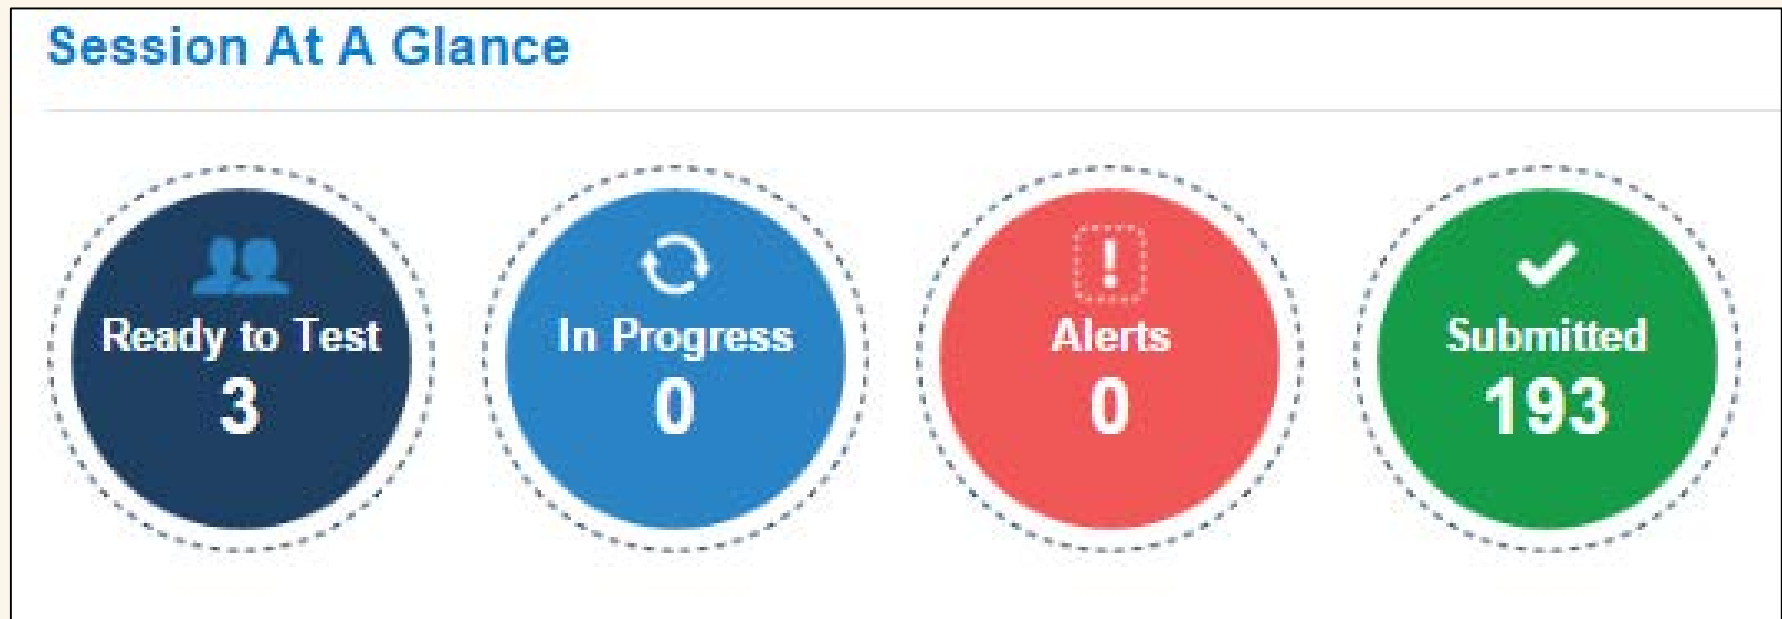 Session At A Glance
Ready to Test
3
In Progress
0
!
Alerts
0
Submitted
193